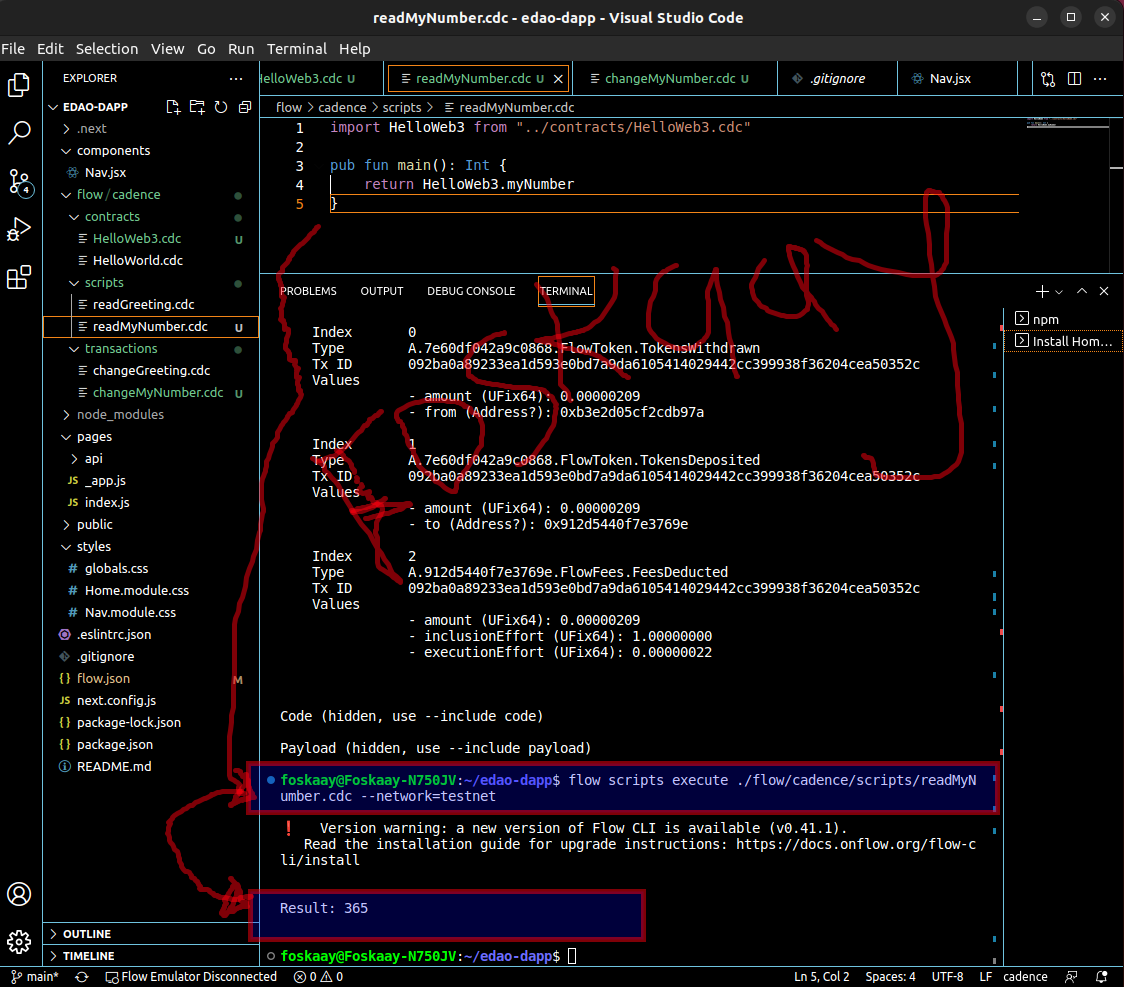 readMyNumber.cdc - edao-dapp - Visual Studio Code
File Edit Selection View Go Run Terminal Help
EXPLORER
HelloWeb3.cdc U
readMyNumber.cdc U
changeMyNumber.cdc U
.gitignore
Nav.jsx
EDAO-DAPP
.next
components
Nav.jsx
flow / cadence
contracts
HelloWeb3.cdc U
HelloWorld.cdc
scripts
readGreeting.cdc
readMyNumber.cdc U
transactions
changeGreeting.cdc
changeMyNumber.cdc U
node_modules
pages
api
JS _app.js
JS index.js
public
styles
# globals.css
# Home.module.css
# Nav.module.css
.eslintrc.json
.gitignore
{} flow.json M
JS next.config.js
{} package-lock.json
{} package.json
README.md
OUTLINE
TIMELINE
flow > cadence > scripts > readMyNumber.cdc
1 import HelloWeb3 from "../contracts/HelloWeb3.cdc"
2
3 pub fun main(): Int {
4 return HelloWeb3.myNumber
5 }
PROBLEMS OUTPUT DEBUG CONSOLE TERMINAL
npm
Install Hom...
Index 0
Type A.7e60df042a9c0868.FlowToken.TokensWithdrawn
Tx ID 092ba0a89233ea1d593e0bd7a9da6105414029442cc399938f36204cea50352c
Values
- amount (UFix64): 0.00000209
- from (Address?): 0xb3e2d05cf2cdb97a
Index 1
Type A.7e60df042a9c0868.FlowToken.TokensDeposited
Tx ID 092ba0a89233ea1d593e0bd7a9da6105414029442cc399938f36204cea50352c
Values
- amount (UFix64): 0.00000209
- to (Address?): 0x912d5440f7e3769e
Index 2
Type A.912d5440f7e3769e.FlowFees.FeesDeducted
Tx ID 092ba0a89233ea1d593e0bd7a9da6105414029442cc399938f36204cea50352c
Values
- amount (UFix64): 0.00000209
- inclusionEffort (UFix64): 1.00000000
- executionEffort (UFix64): 0.00000022
Code (hidden, use --include code)
Payload (hidden, use --include payload)
foskaay@Foskaay-N750JV:~/edao-dapp$ flow scripts execute ./flow/cadence/scripts/readMyN
umber.cdc --network=testnet
! Version warning: a new version of Flow CLI is available (v0.41.1).
Read the installation guide for upgrade instructions: https://docs.onflow.org/flow-c
li/install
Result: 365
foskaay@Foskaay-N750JV:~/edao-dapp$
4
main* Flow Emulator Disconnected 0 0 Ln 5, Col 2 Spaces: 4 UTF-8 LF cadence